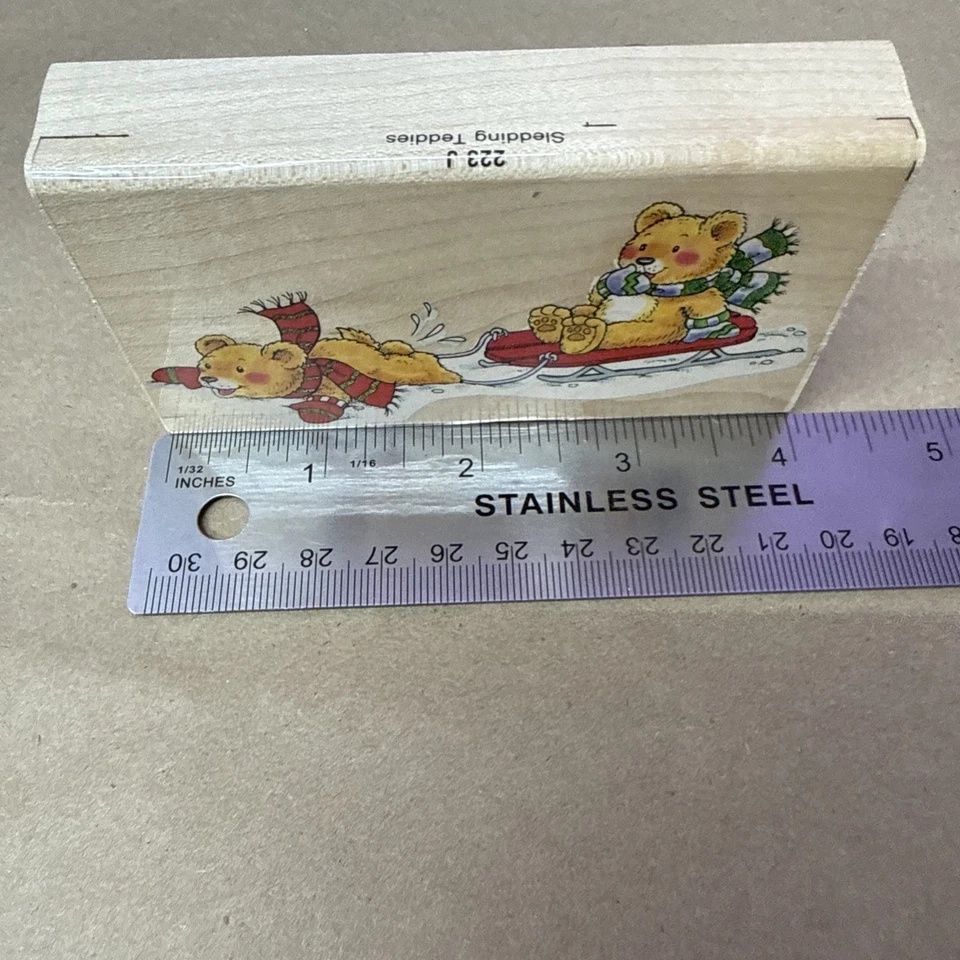 Sledding Teddies
223 J
1/32
INCHES
1 1/16 2 3 4 5
STAINLESS STEEL
30 29 28 27 26 25 24 23 22 21 20 19